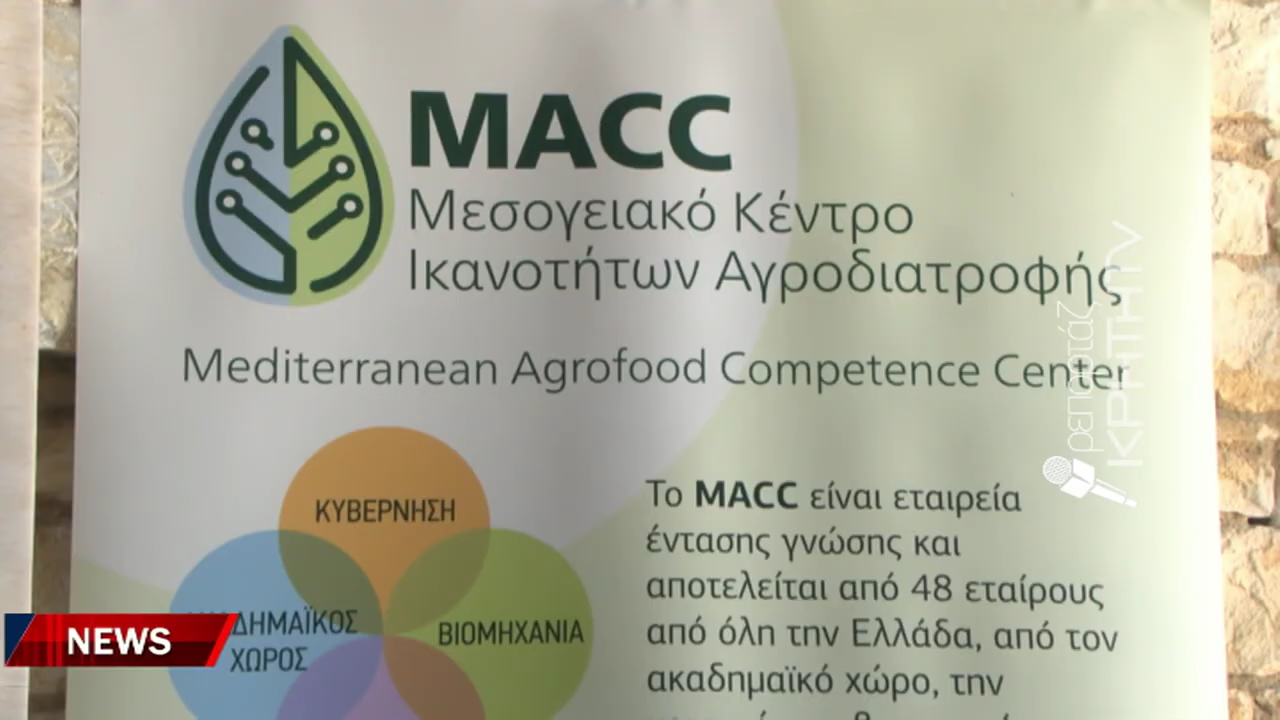 MACC
Μεσογειακό Κέντρο
Ικανοτήτων Αγροδιατροφής
Mediterranean Agrofood Competence Center
ΚΥΒΕΡΝΗΣΗ
ΧΩΡΟΣ
ΒΙΟΜΗΧΑΝΙΑ
Το MACC είναι εταιρεία
έντασης γνώσης και
αποτελείται από 48 εταίρους
από όλη την Ελλάδα, από τον
ακαδημαϊκό χώρο, την
ρεπορτάζ
ΚΡΗΤΗ TV
NEWS